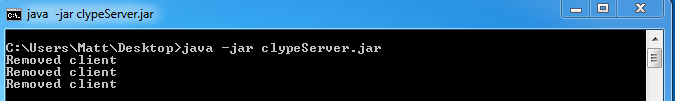 java  -jar clypeServer.jar
C:\Users\Matt\Desktop>java -jar clypeServer.jar
Removed client
Removed client
Removed client